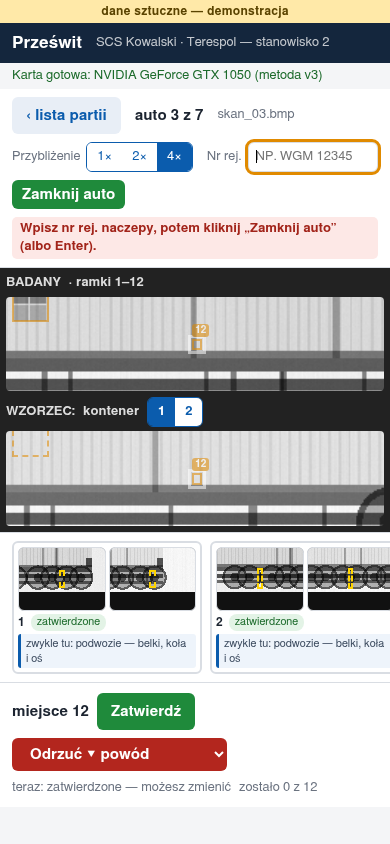 dane sztuczne — demonstracja
Prześwit SCS Kowalski · Terespol — stanowisko 2
Karta gotowa: NVIDIA GeForce GTX 1050 (metoda v3)
‹ lista partii auto 3 z 7 skan_03.bmp
Przybliżenie 1× 2× 4× Nr rej. NP. WGM 12345
Zamknij auto
Wpisz nr rej. naczepy, potem kliknij „Zamknij auto”
(albo Enter).
BADANY · ramki 1–12
12
WZORZEC: kontener 1 2
12
1 zatwierdzone
zwykle tu: podwozie — belki, koła
i oś
2 zatwierdzone
zwykle tu: podwozie — belki, koła
i oś
miejsce 12 Zatwierdź
Odrzuć ▾ powód
teraz: zatwierdzone — możesz zmienić zostało 0 z 12